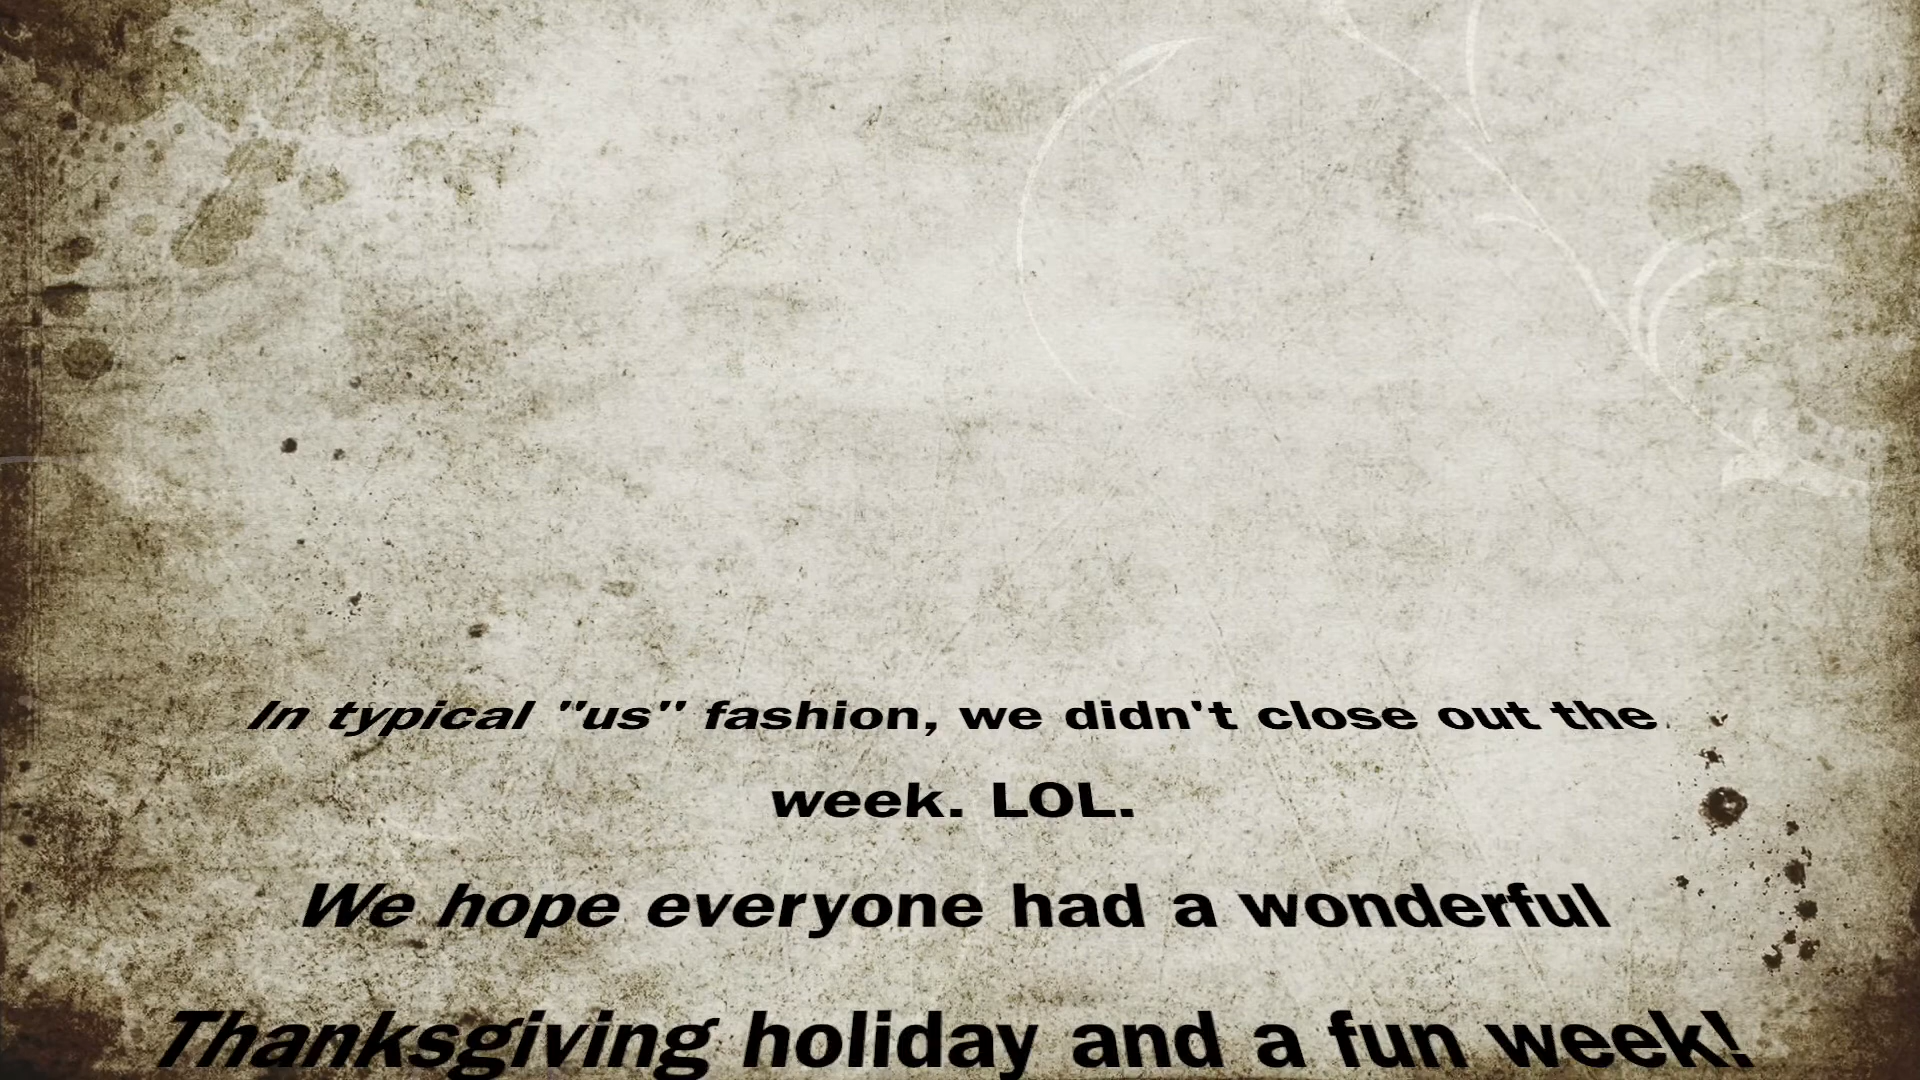 In typical "us" fashion, we didn't close out the
week. LOL.
We hope everyone had a wonderful
Thanksgiving holiday and a fun week!